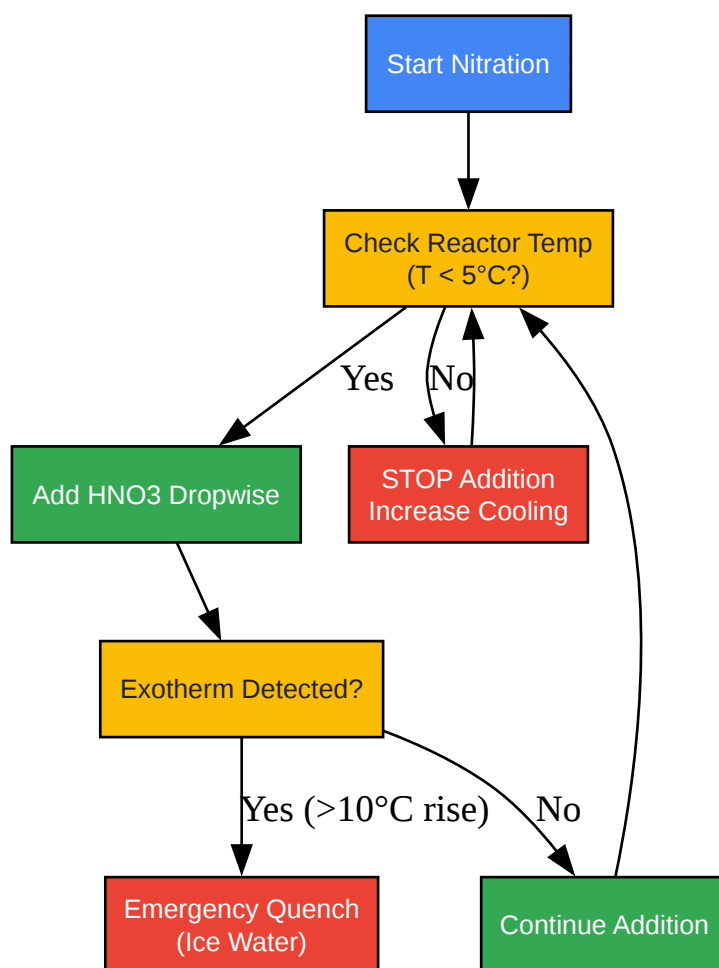 Start Nitration
Check Reactor Temp
(T < 5°C?)
Yes
No
Add HNO3 Dropwise
STOP Addition
Increase Cooling
Exotherm Detected?
Yes (>10°C rise)
No
Emergency Quench
(Ice Water)
Continue Addition